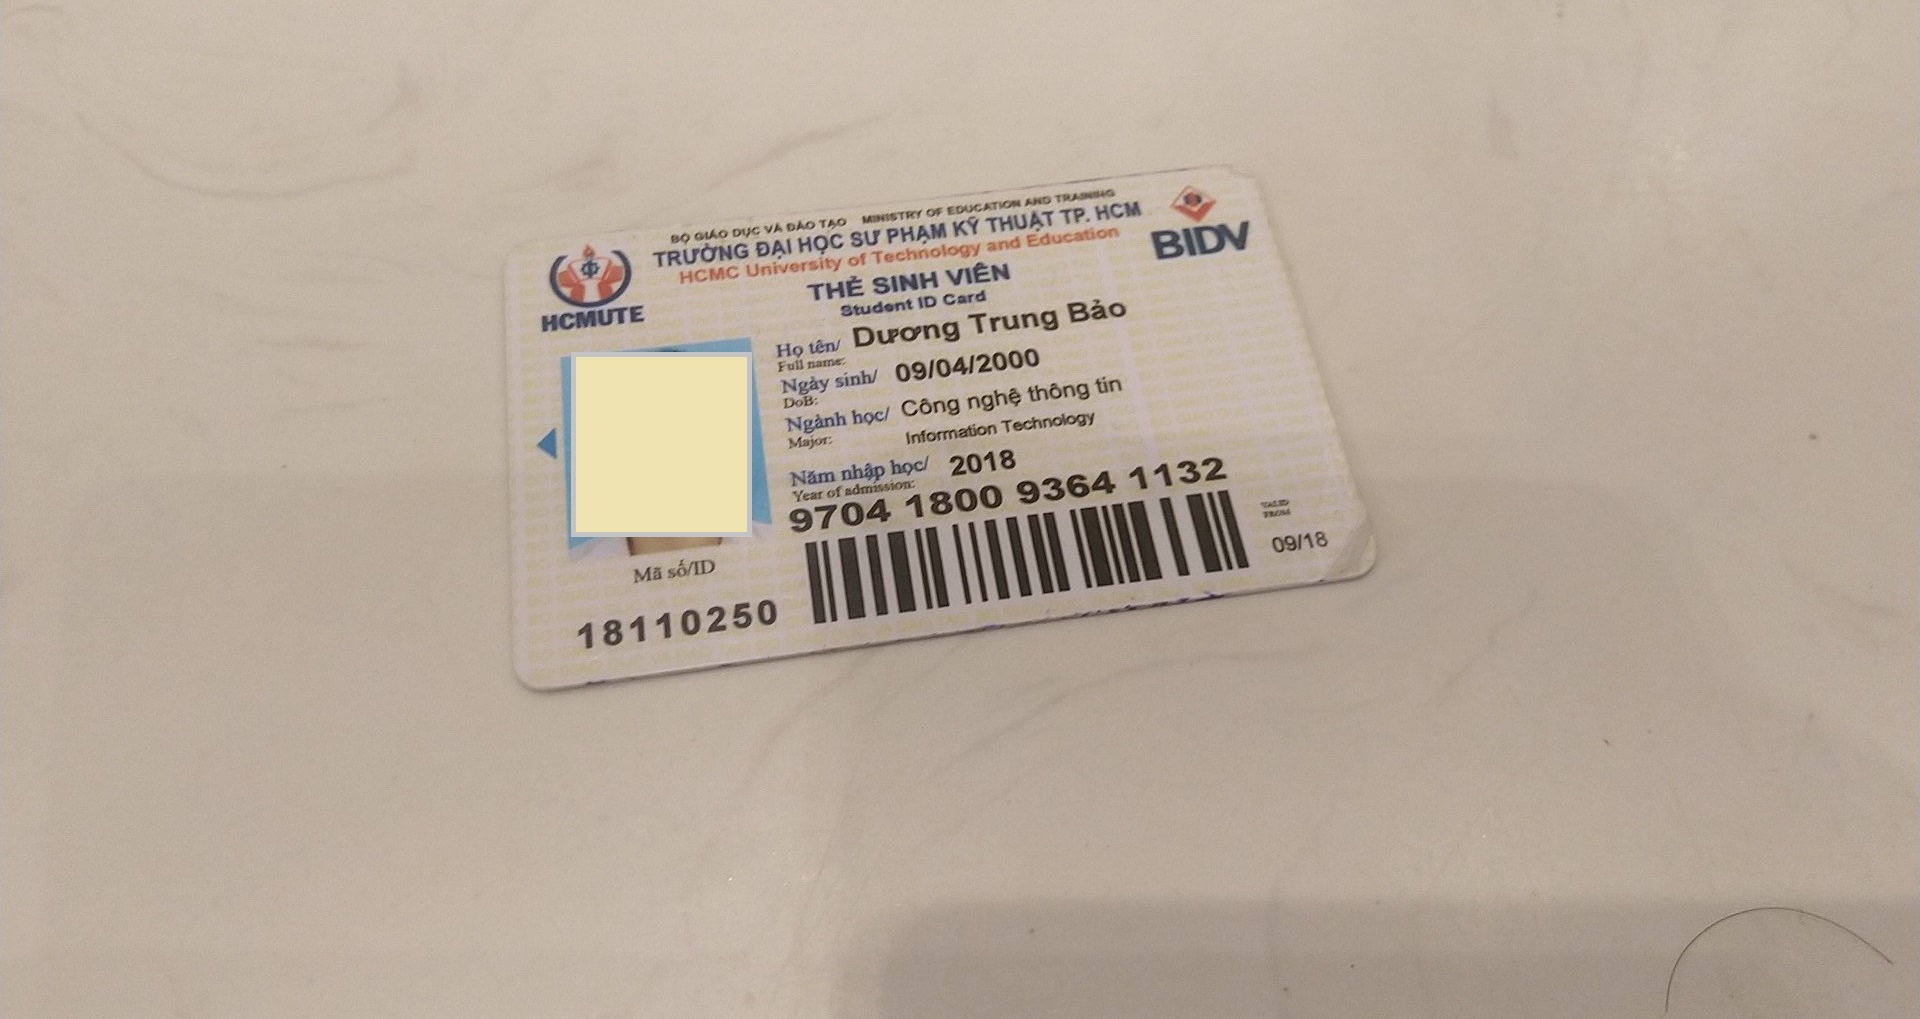 BỘ GIÁO DỤC VÀ ĐÀO TẠO MINISTRY OF EDUCATION AND TRAINING
TRƯỜNG ĐẠI HỌC SƯ PHẠM KỸ THUẬT TP. HCM
HCMC University of Technology and Education
HCMUTE
BIDV
THẺ SINH VIÊN
Student ID Card
Họ tên/ Dương Trung Bảo
Full name:
Ngày sinh/ 09/04/2000
DoB:
Ngành học/ Công nghệ thông tin
Major: Information Technology
Năm nhập học/ 2018
Year of admission:
9704 1800 9364 1132
VALID
FROM
09/18
Mã số/ID
18110250